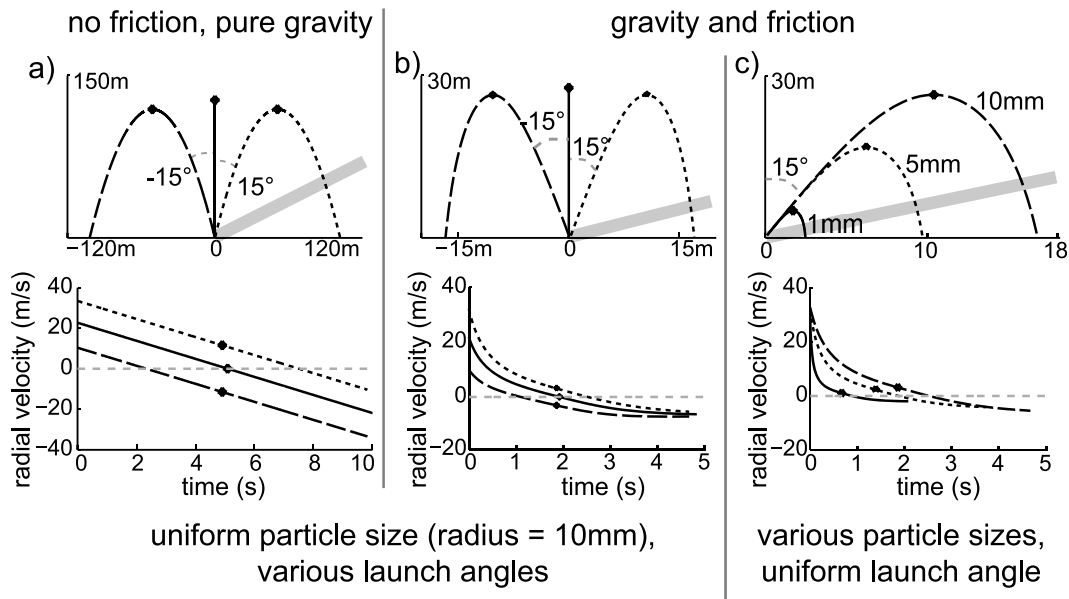 no friction, pure gravity
gravity and friction
a)
150m
-15°
15°
−120m
0
120m
b)
30m
-15°
15°
−15m
0
15m
c)
30m
10mm
15°
5mm
1mm
0
10
18
radial velocity (m/s)
40
20
0
−20
−40
0
2
4
6
8
10
time (s)
radial velocity (m/s)
40
20
0
−20
0
1
2
3
4
5
time (s)
radial velocity (m/s)
40
20
0
−20
0
1
2
3
4
5
time (s)
uniform particle size (radius = 10mm),
various launch angles
various particle sizes,
uniform launch angle